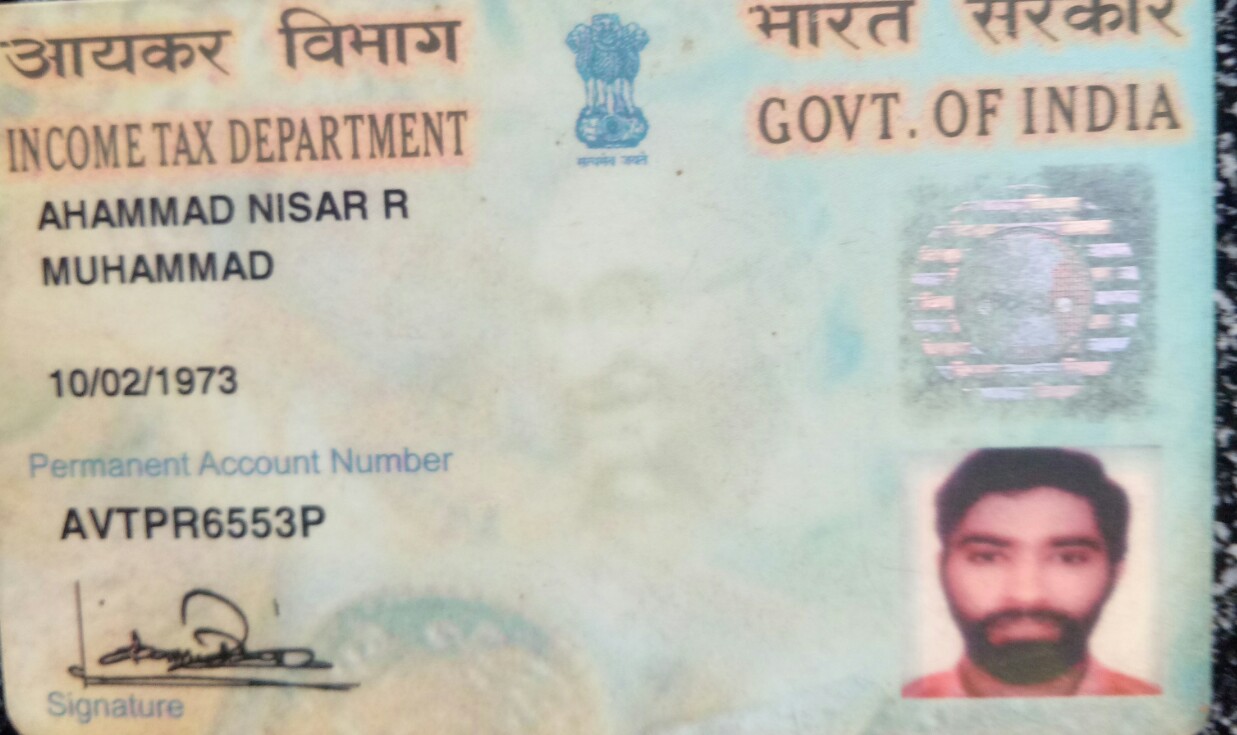 आयकर विभाग
भारत सरकार
INCOME TAX DEPARTMENT
GOVT. OF INDIA
सत्यमेव जयते
AHAMMAD NISAR R
MUHAMMAD
10/02/1973
Permanent Account Number
AVTPR6553P
Signature